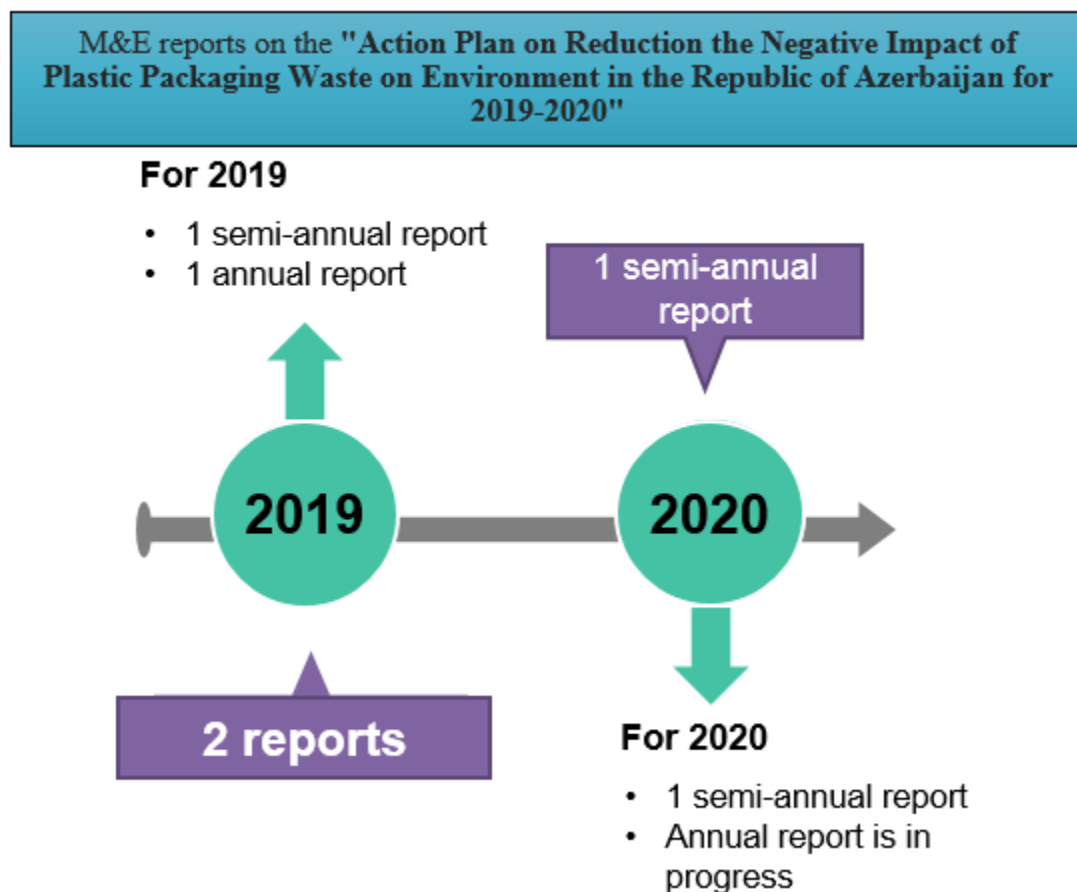 M&E reports on the "Action Plan on Reduction the Negative Impact of
Plastic Packaging Waste on Environment in the Republic of Azerbaijan for
2019-2020"
For 2019
• 1 semi-annual report
• 1 annual report
1 semi-annual
report
2019
2020
2 reports
For 2020
• 1 semi-annual report
• Annual report is in
progress